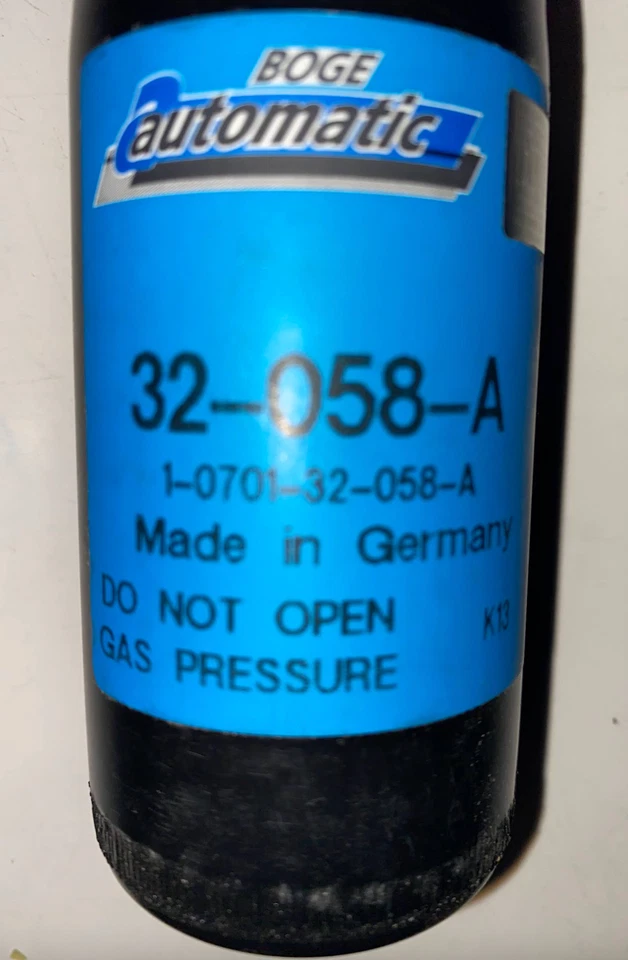 BOGE
automatic
32-058-A
1-0701-32-058-A
Made in Germany
DO NOT OPEN
K13
GAS PRESSURE